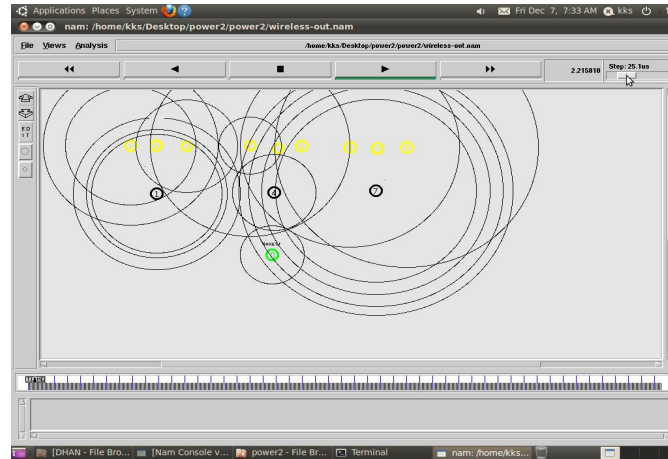 Applications Places System ?
Fri Dec 7, 7:33 AM kks
nam: /home/kks/Desktop/power2/power2/wireless-out.nam
File Views Analysis /home/kks/Desktop/power2/power2/wireless-out.nam
2.215810 Step: 25.1us
ED
IT
1 4 7
[DHAN - File Bro... [Nam Console v... power2 - File Br... Terminal nam: /home/kks...